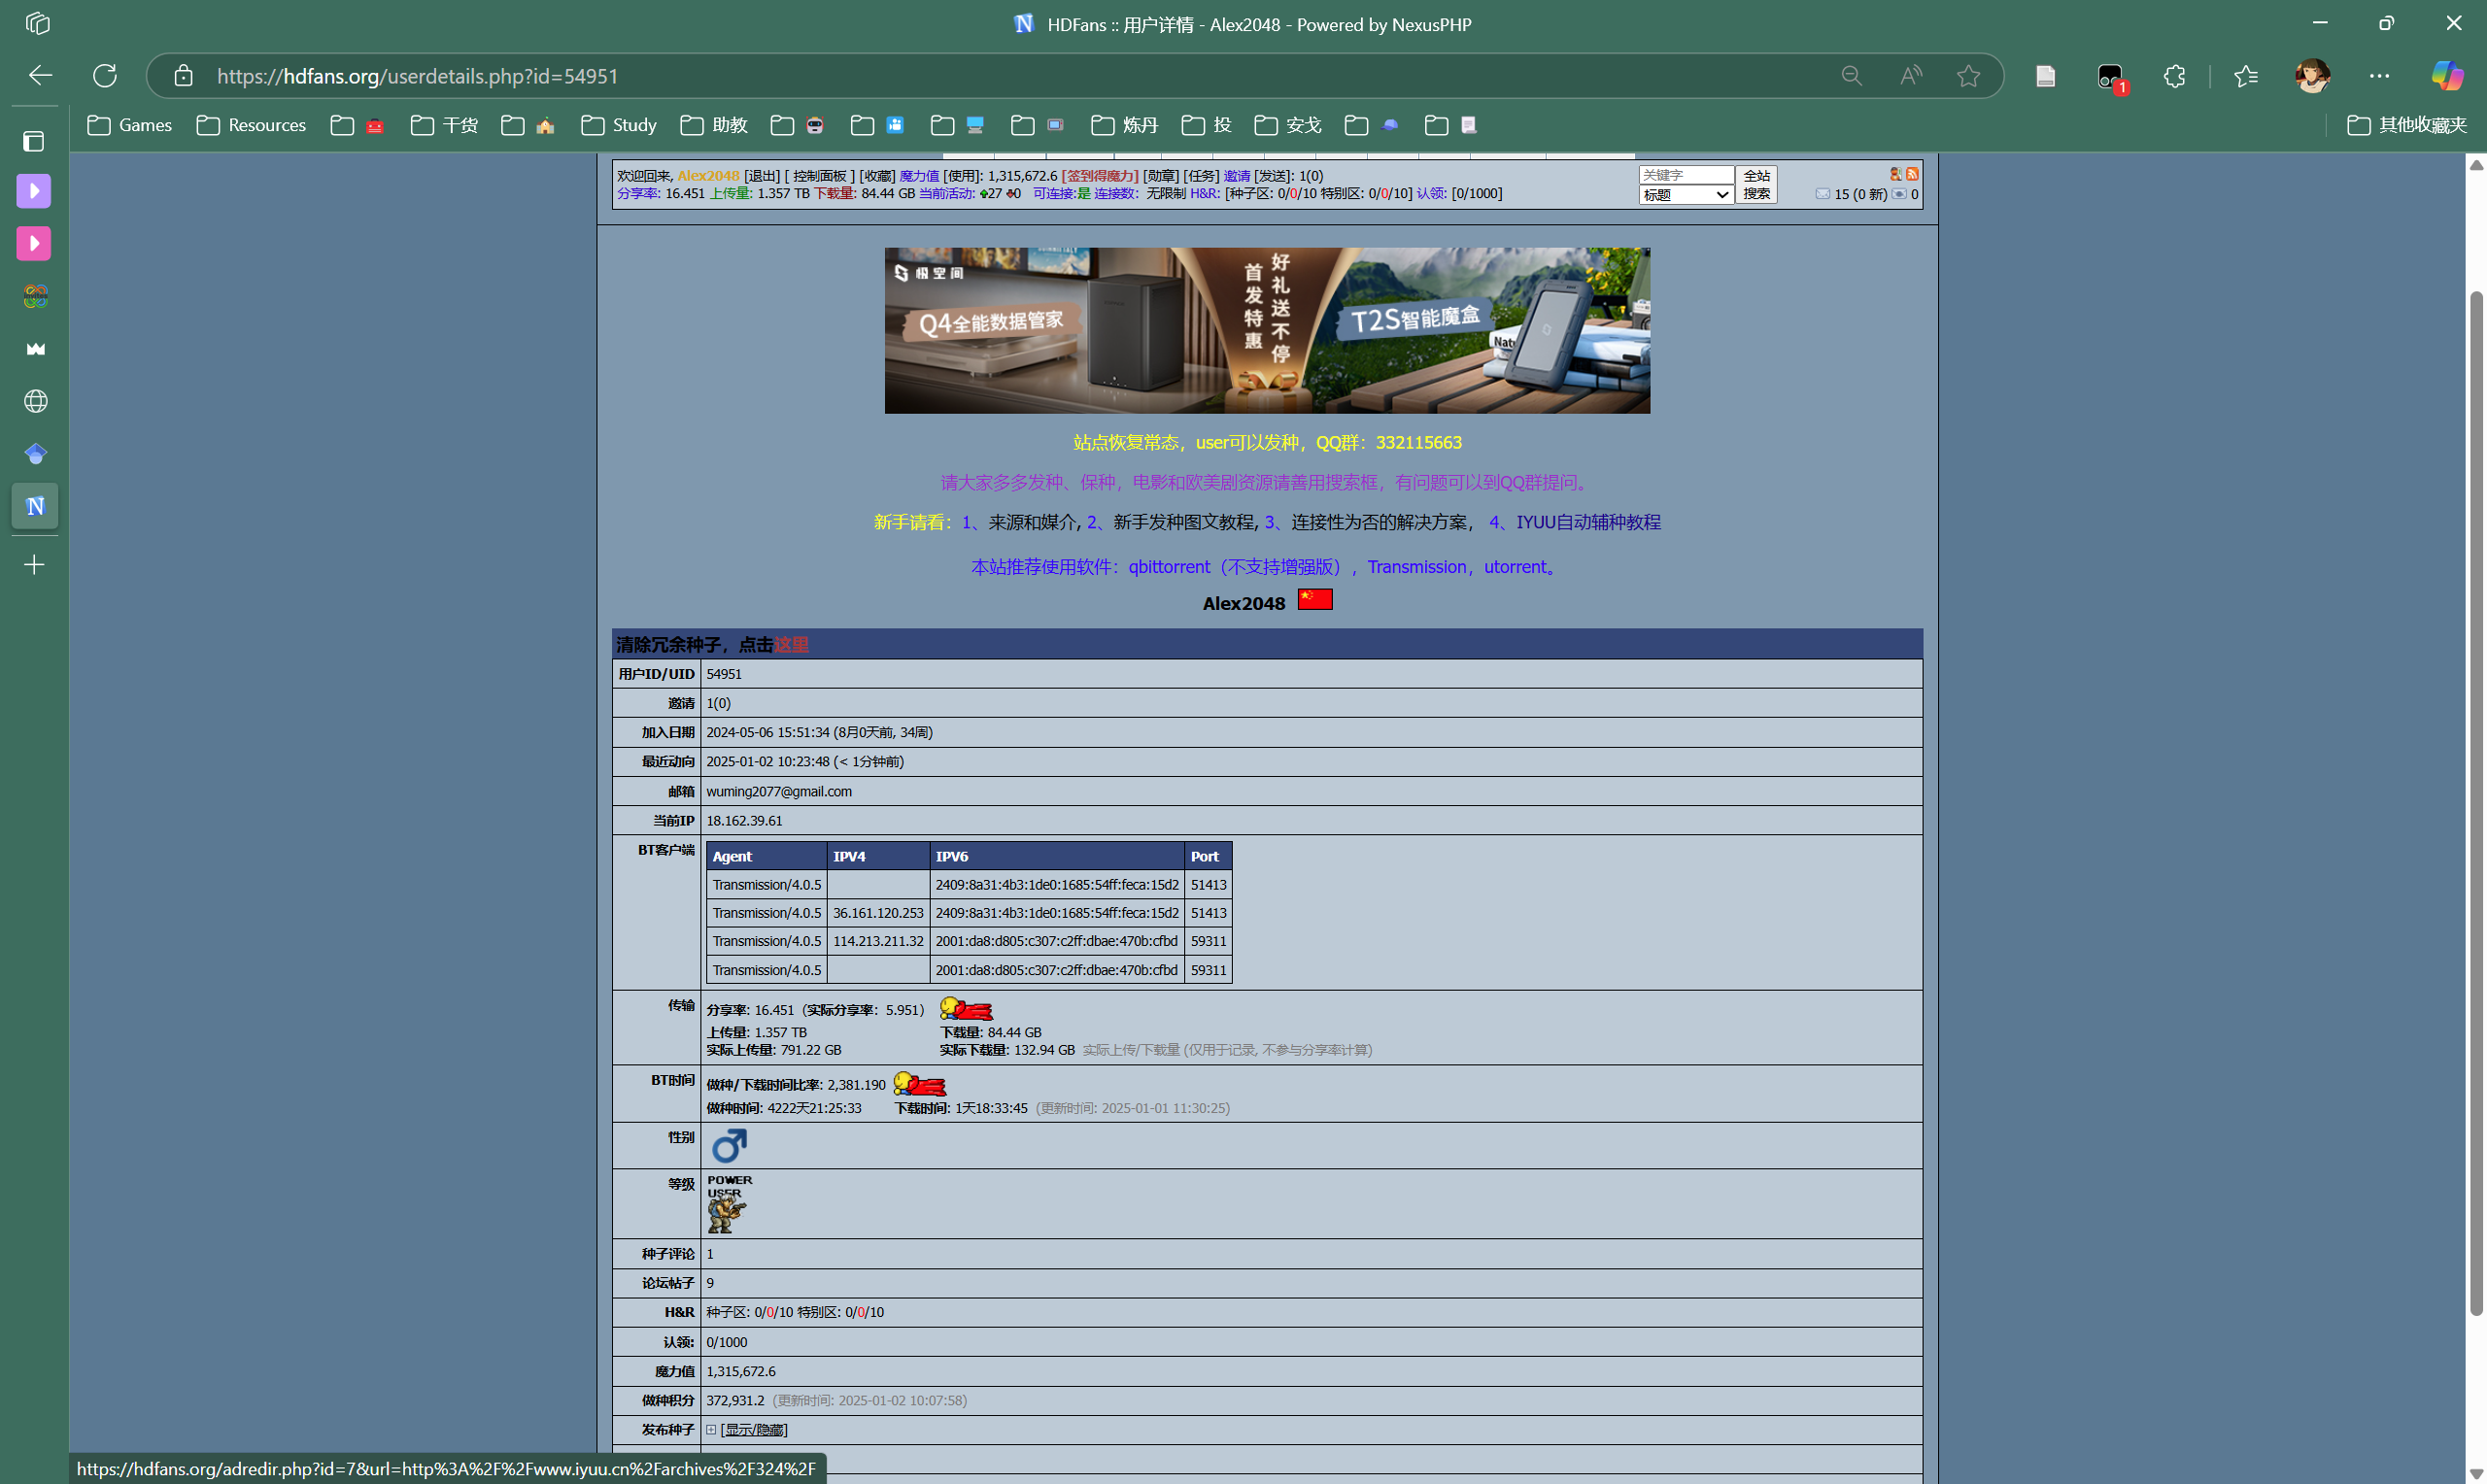 HDFans :: 用户详情 - Alex2048 - Powered by NexusPHP
https://hdfans.org/userdetails.php?id=54951
1
Games Resources 干货 Study 助教 炼丹 投 安戈 其他收藏夹
欢迎回来, Alex2048 [退出] [ 控制面板 ] [收藏] 魔力值 [使用]: 1,315,672.6 [签到得魔力] [勋章] [任务] 邀请 [发送]: 1(0)
分享率: 16.451 上传量: 1.357 TB 下载量: 84.44 GB 当前活动: 27 0 可连接:是 连接数: 无限制 H&R: [种子区: 0/0/10 特别区: 0/0/10] 认领: [0/1000]
关键字 全站
标题 搜索
15 (0 新) 0
极空间
Q4全能数据管家
首发特惠
好礼送不停
T2S智能魔盒
站点恢复常态，user可以发种，QQ群：332115663
请大家多多发种、保种，电影和欧美剧资源请善用搜索框，有问题可以到QQ群提问。
新手请看：1、来源和媒介, 2、新手发种图文教程, 3、连接性为否的解决方案， 4、IYUU自动辅种教程
本站推荐使用软件：qbittorrent（不支持增强版），Transmission，utorrent。
Alex2048
清除冗余种子，点击这里
用户ID/UID 54951
邀请 1(0)
加入日期 2024-05-06 15:51:34 (8月0天前, 34周)
最近动向 2025-01-02 10:23:48 (< 1分钟前)
邮箱 wuming2077@gmail.com
当前IP 18.162.39.61
BT客户端
Agent IPV4 IPV6 Port
Transmission/4.0.5 2409:8a31:4b3:1de0:1685:54ff:feca:15d2 51413
Transmission/4.0.5 36.161.120.253 2409:8a31:4b3:1de0:1685:54ff:feca:15d2 51413
Transmission/4.0.5 114.213.211.32 2001:da8:d805:c307:c2ff:dbae:470b:cfbd 59311
Transmission/4.0.5 2001:da8:d805:c307:c2ff:dbae:470b:cfbd 59311
传输 分享率: 16.451（实际分享率：5.951）
上传量: 1.357 TB 下载量: 84.44 GB
实际上传量: 791.22 GB 实际下载量: 132.94 GB 实际上传/下载量 (仅用于记录, 不参与分享率计算)
BT时间 做种/下载时间比率: 2,381.190
做种时间: 4222天21:25:33 下载时间: 1天18:33:45 (更新时间: 2025-01-01 11:30:25)
性别
等级 POWER
USER
种子评论 1
论坛帖子 9
H&R 种子区: 0/0/10 特别区: 0/0/10
认领: 0/1000
魔力值 1,315,672.6
做种积分 372,931.2 (更新时间: 2025-01-02 10:07:58)
发布种子 [显示/隐藏]
https://hdfans.org/adredir.php?id=7&url=http%3A%2F%2Fwww.iyuu.cn%2Farchives%2F324%2F